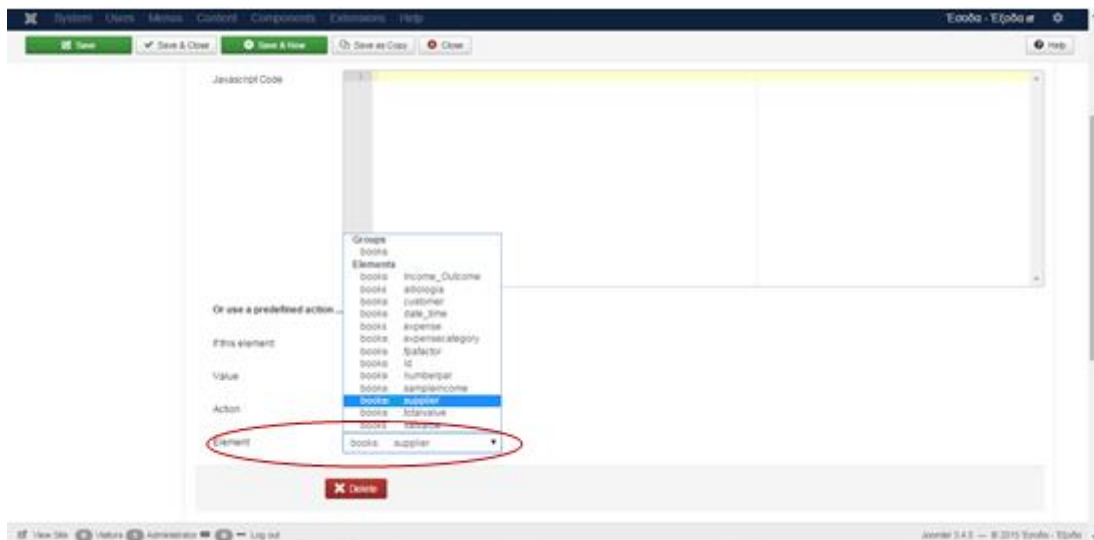 System Users Menus Content Components Extensions Help
Save Save & Close Save & New Save as Copy Close Help
Javascript Code
1
Groups
books
Elements
books Income_Outcome
books aitiologia
books customer
books date_time
books expense
books expensecategory
books fpafactor
books id
books numberpar
books sampleincome
books supplier
books totalvalue
books
Or use a predefined action ...
If this element:
Value
Action
Element
books supplier
Delete
View Site Visitors Administrator Log out